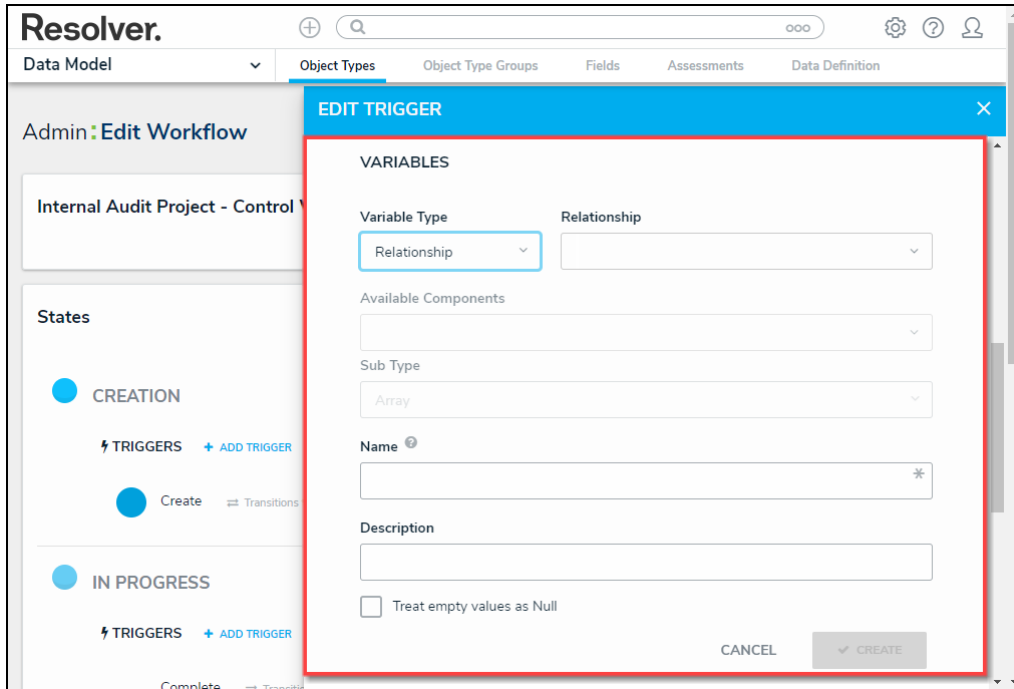 Resolver.
Data Model
Object Types Object Type Groups Fields Assessments Data Definition
Admin:Edit Workflow
Internal Audit Project - Control
States
CREATION
TRIGGERS + ADD TRIGGER
Create Transitions
IN PROGRESS
TRIGGERS + ADD TRIGGER
Complete
EDIT TRIGGER
VARIABLES
Variable Type Relationship
Relationship
Available Components
Sub Type
Array
Name
*
Description
Treat empty values as Null
CANCEL CREATE